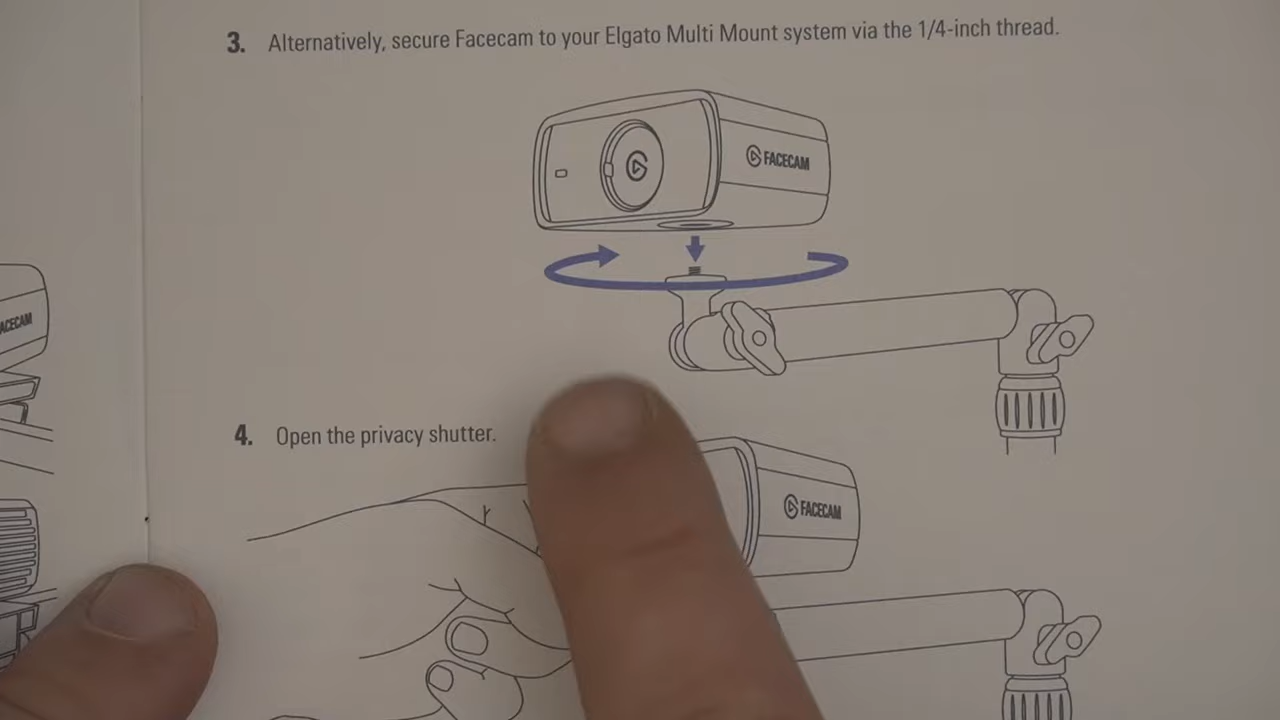 3. Alternatively, secure Facecam to your Elgato Multi Mount system via the 1/4-inch thread.
FACECAM
4. Open the privacy shutter.
FACECAM